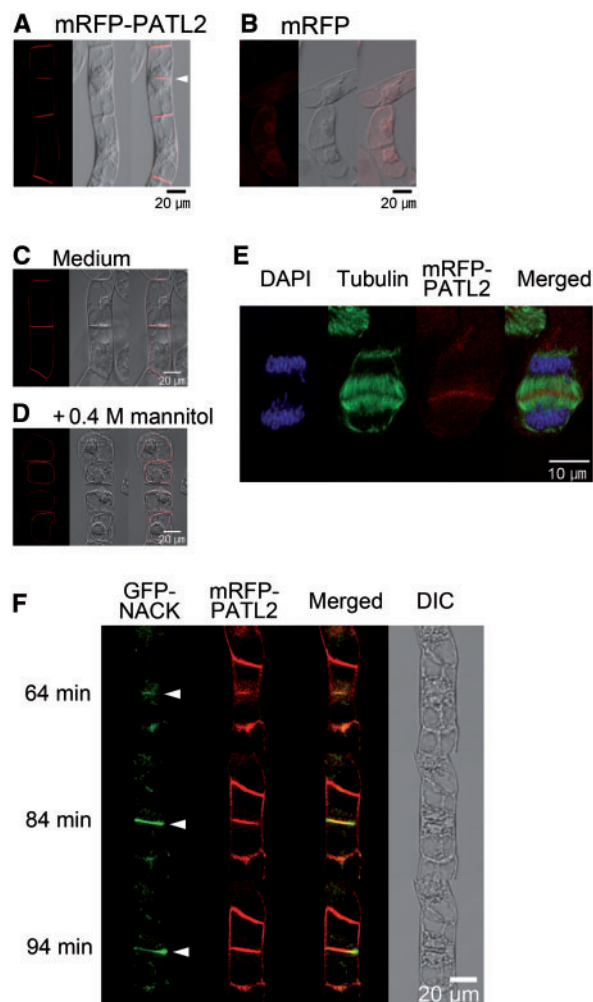 A mRFP-PATL2
20 µm
B mRFP
20 µm
C Medium
20 µm
D + 0.4 M mannitol
20 µm
E
DAPI Tubulin mRFP-
PATL2 Merged
10 µm
F
GFP-
NACK mRFP-
PATL2 Merged DIC
64 min
84 min
94 min
20 µm